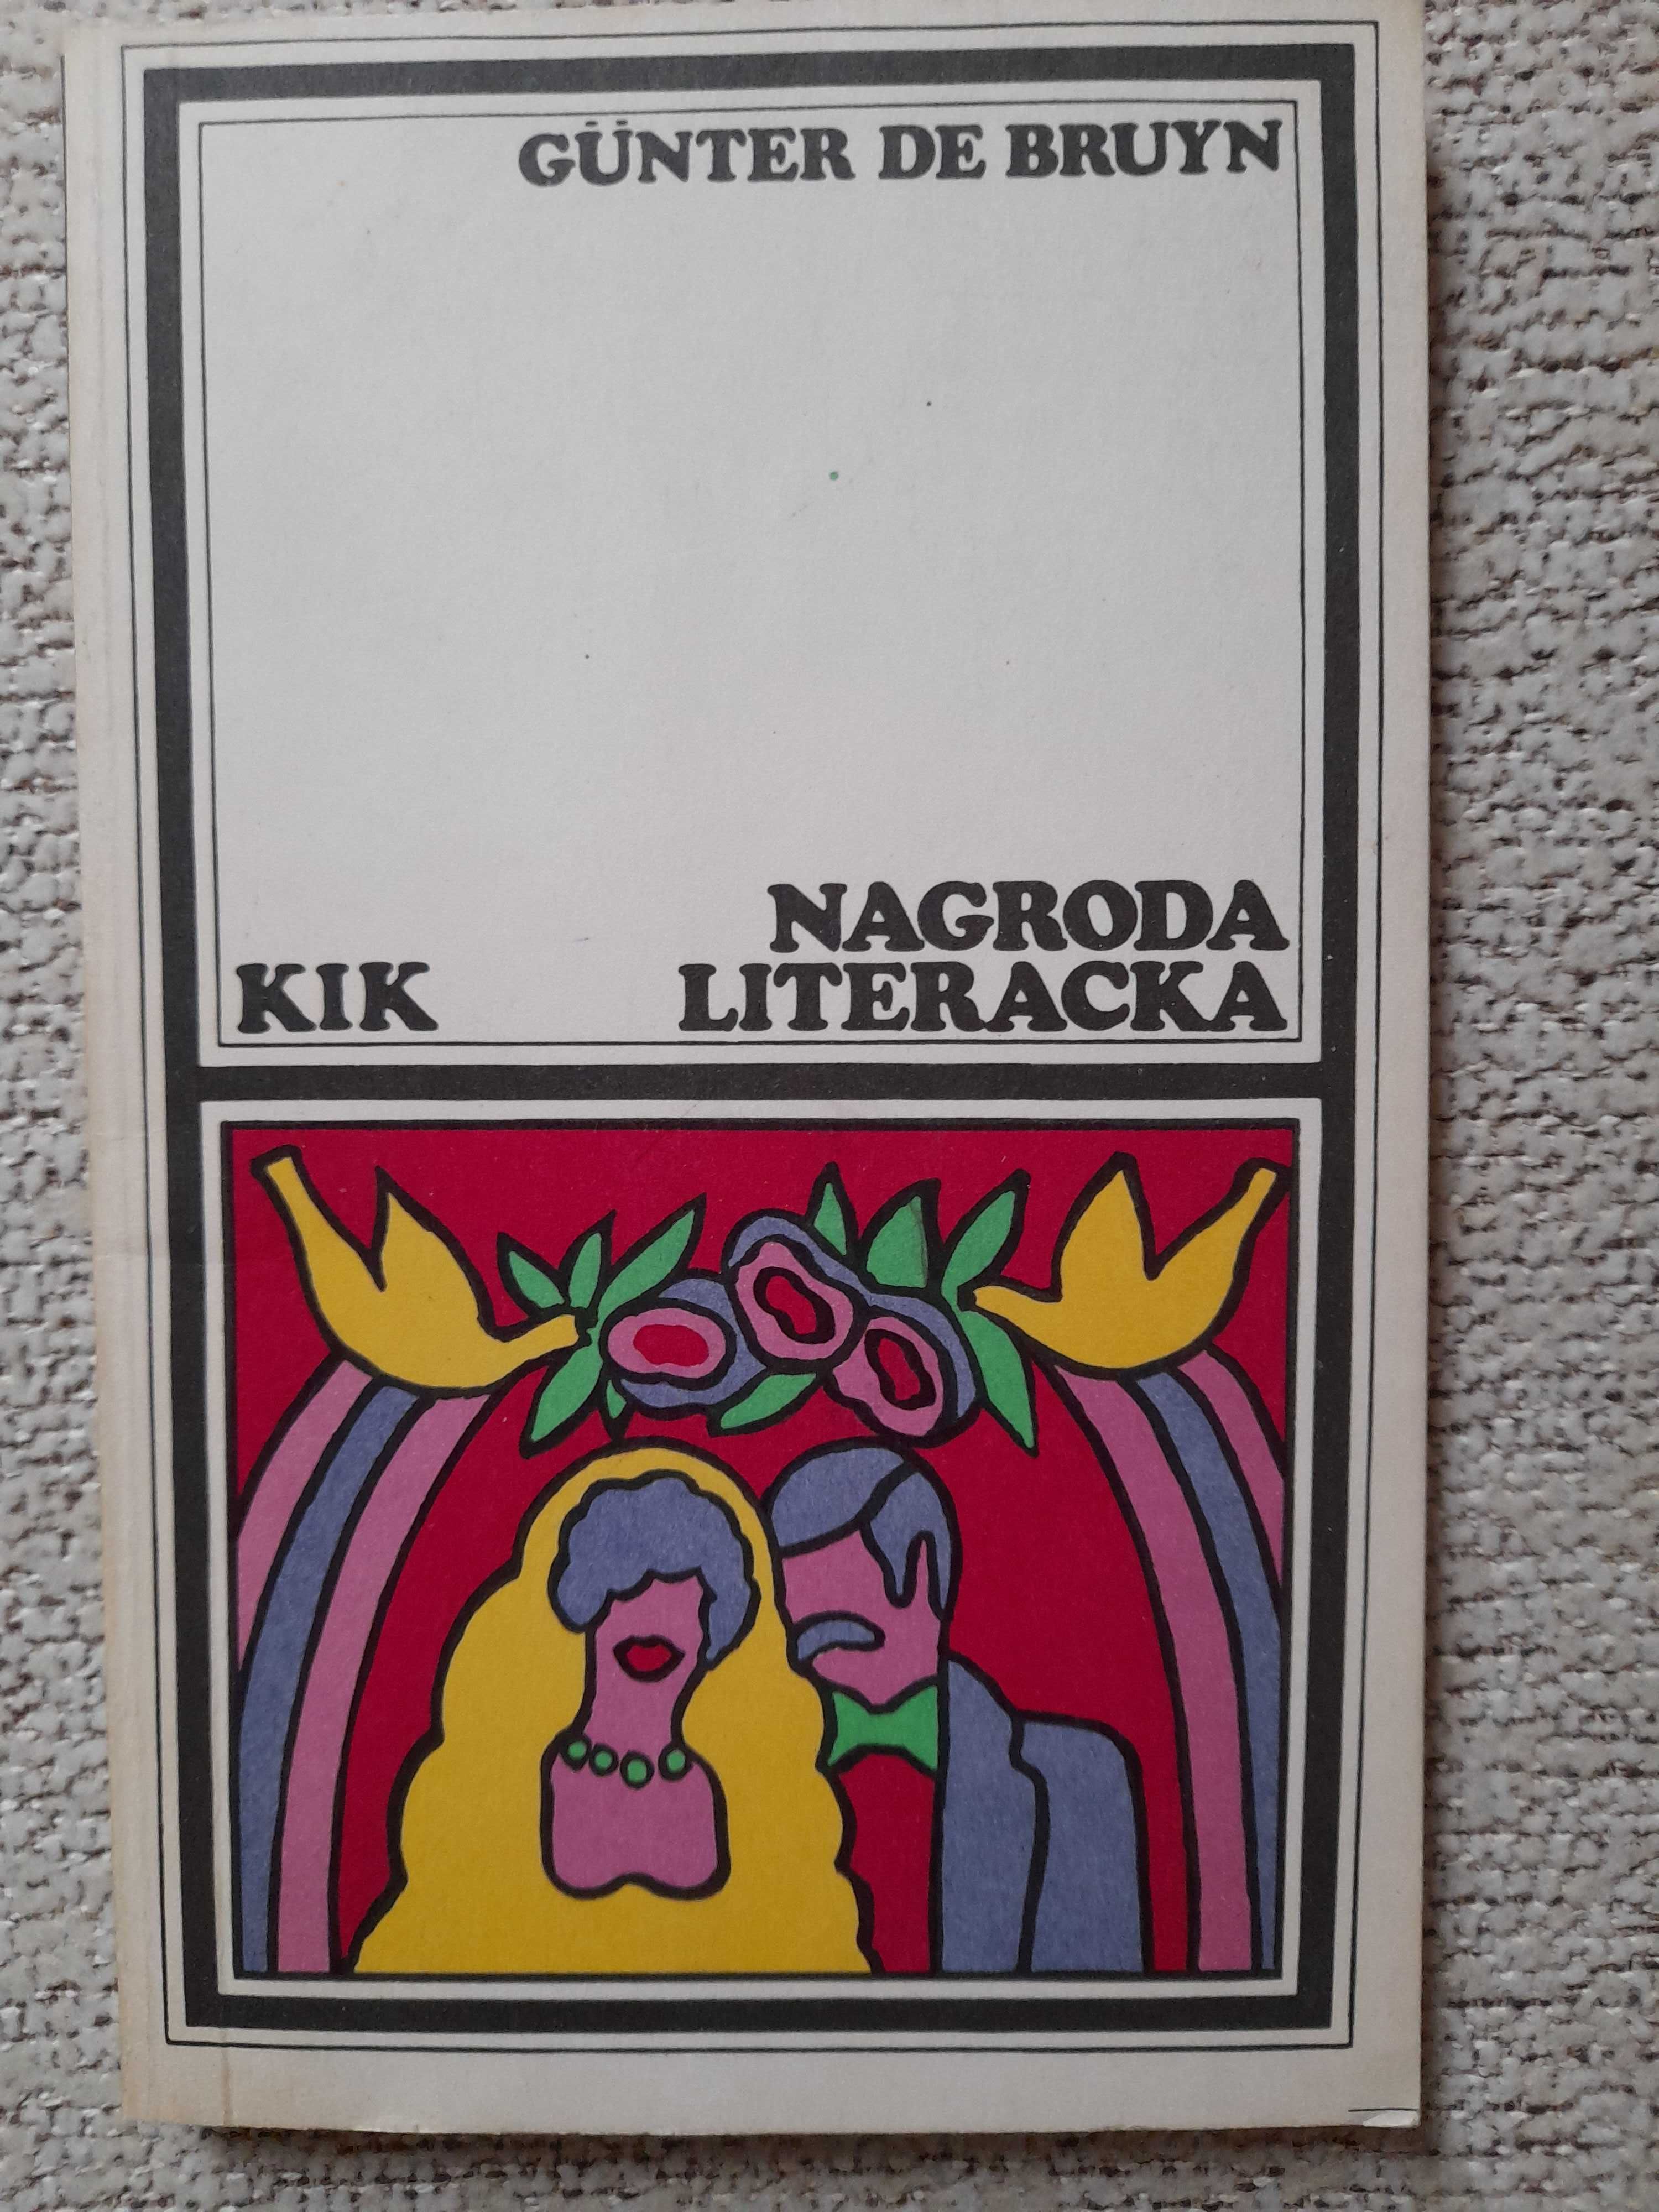 GÜNTER DE BRUYN
NAGRODA
KIK LITERACKA